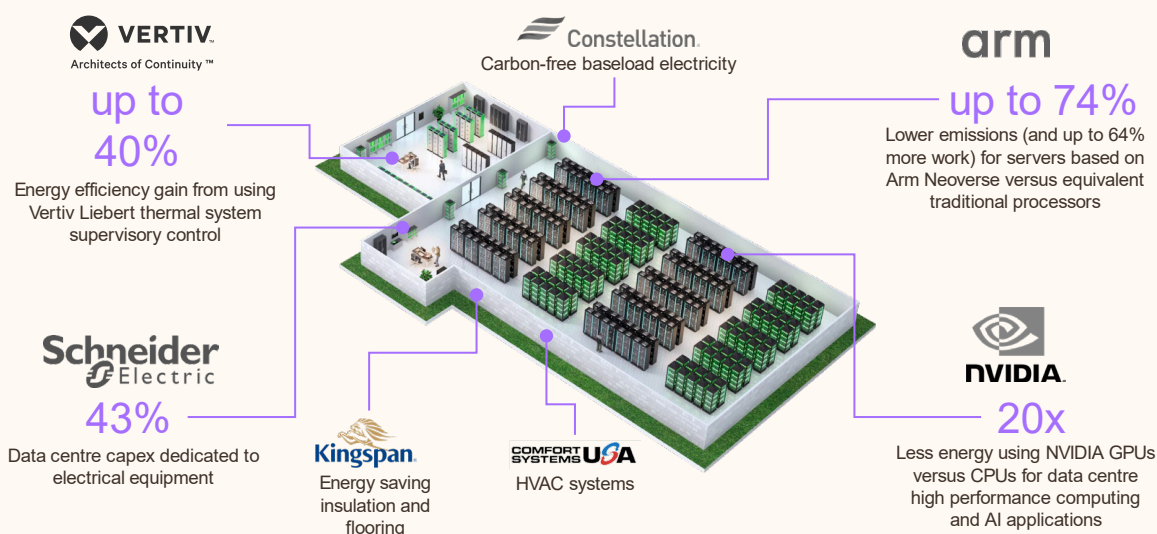 VERTIV™
Architects of Continuity ™
up to
40%
Energy efficiency gain from using
Vertiv Liebert thermal system
supervisory control
Constellation.
Carbon-free baseload electricity
arm
up to 74%
Lower emissions (and up to 64%
more work) for servers based on
Arm Neoverse versus equivalent
traditional processors
Schneider
Electric
43%
Data centre capex dedicated to
electrical equipment
Kingspan.
Energy saving
insulation and
flooring
COMFORT
SYSTEMS USA
HVAC systems
NVIDIA.
20x
Less energy using NVIDIA GPUs
versus CPUs for data centre
high performance computing
and AI applications